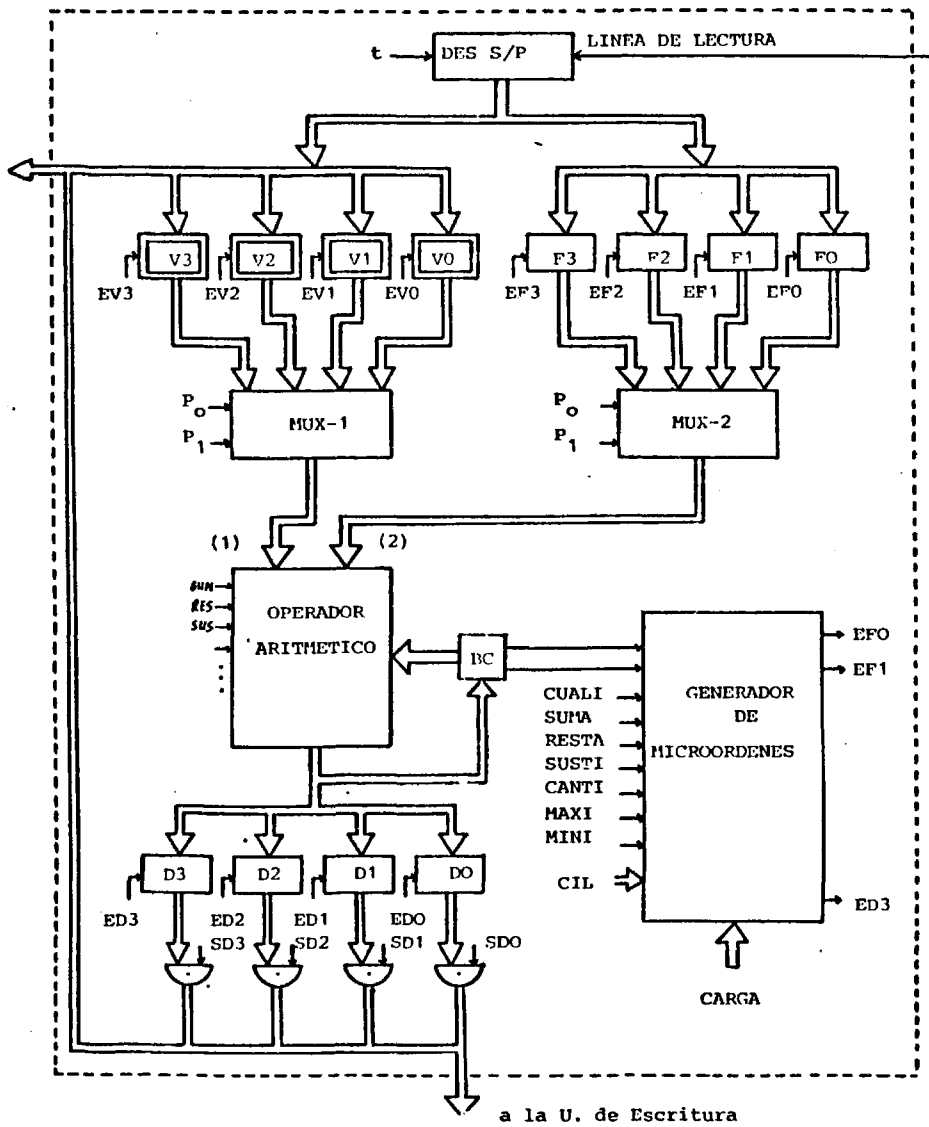 LINEA DE LECTURA
t
DES S/P
V3
V2
V1
V0
F3
F2
F1
F0
EV3
EV2
EV1
EV0
EF3
EF2
EF1
EF0
P0
P1
MUX-1
P0
P1
MUX-2
(1)
(2)
SUM
RES
SUS
OPERADOR
ARITMETICO
BC
CUALI
SUMA
RESTA
SUSTI
CANTI
MAXI
MINI
CIL
GENERADOR
DE
MICROORDENES
EF0
EF1
ED3
CARGA
D3
D2
D1
D0
ED3
ED2
ED1
ED0
SD3
SD2
SD1
SD0
a la U. de Escritura